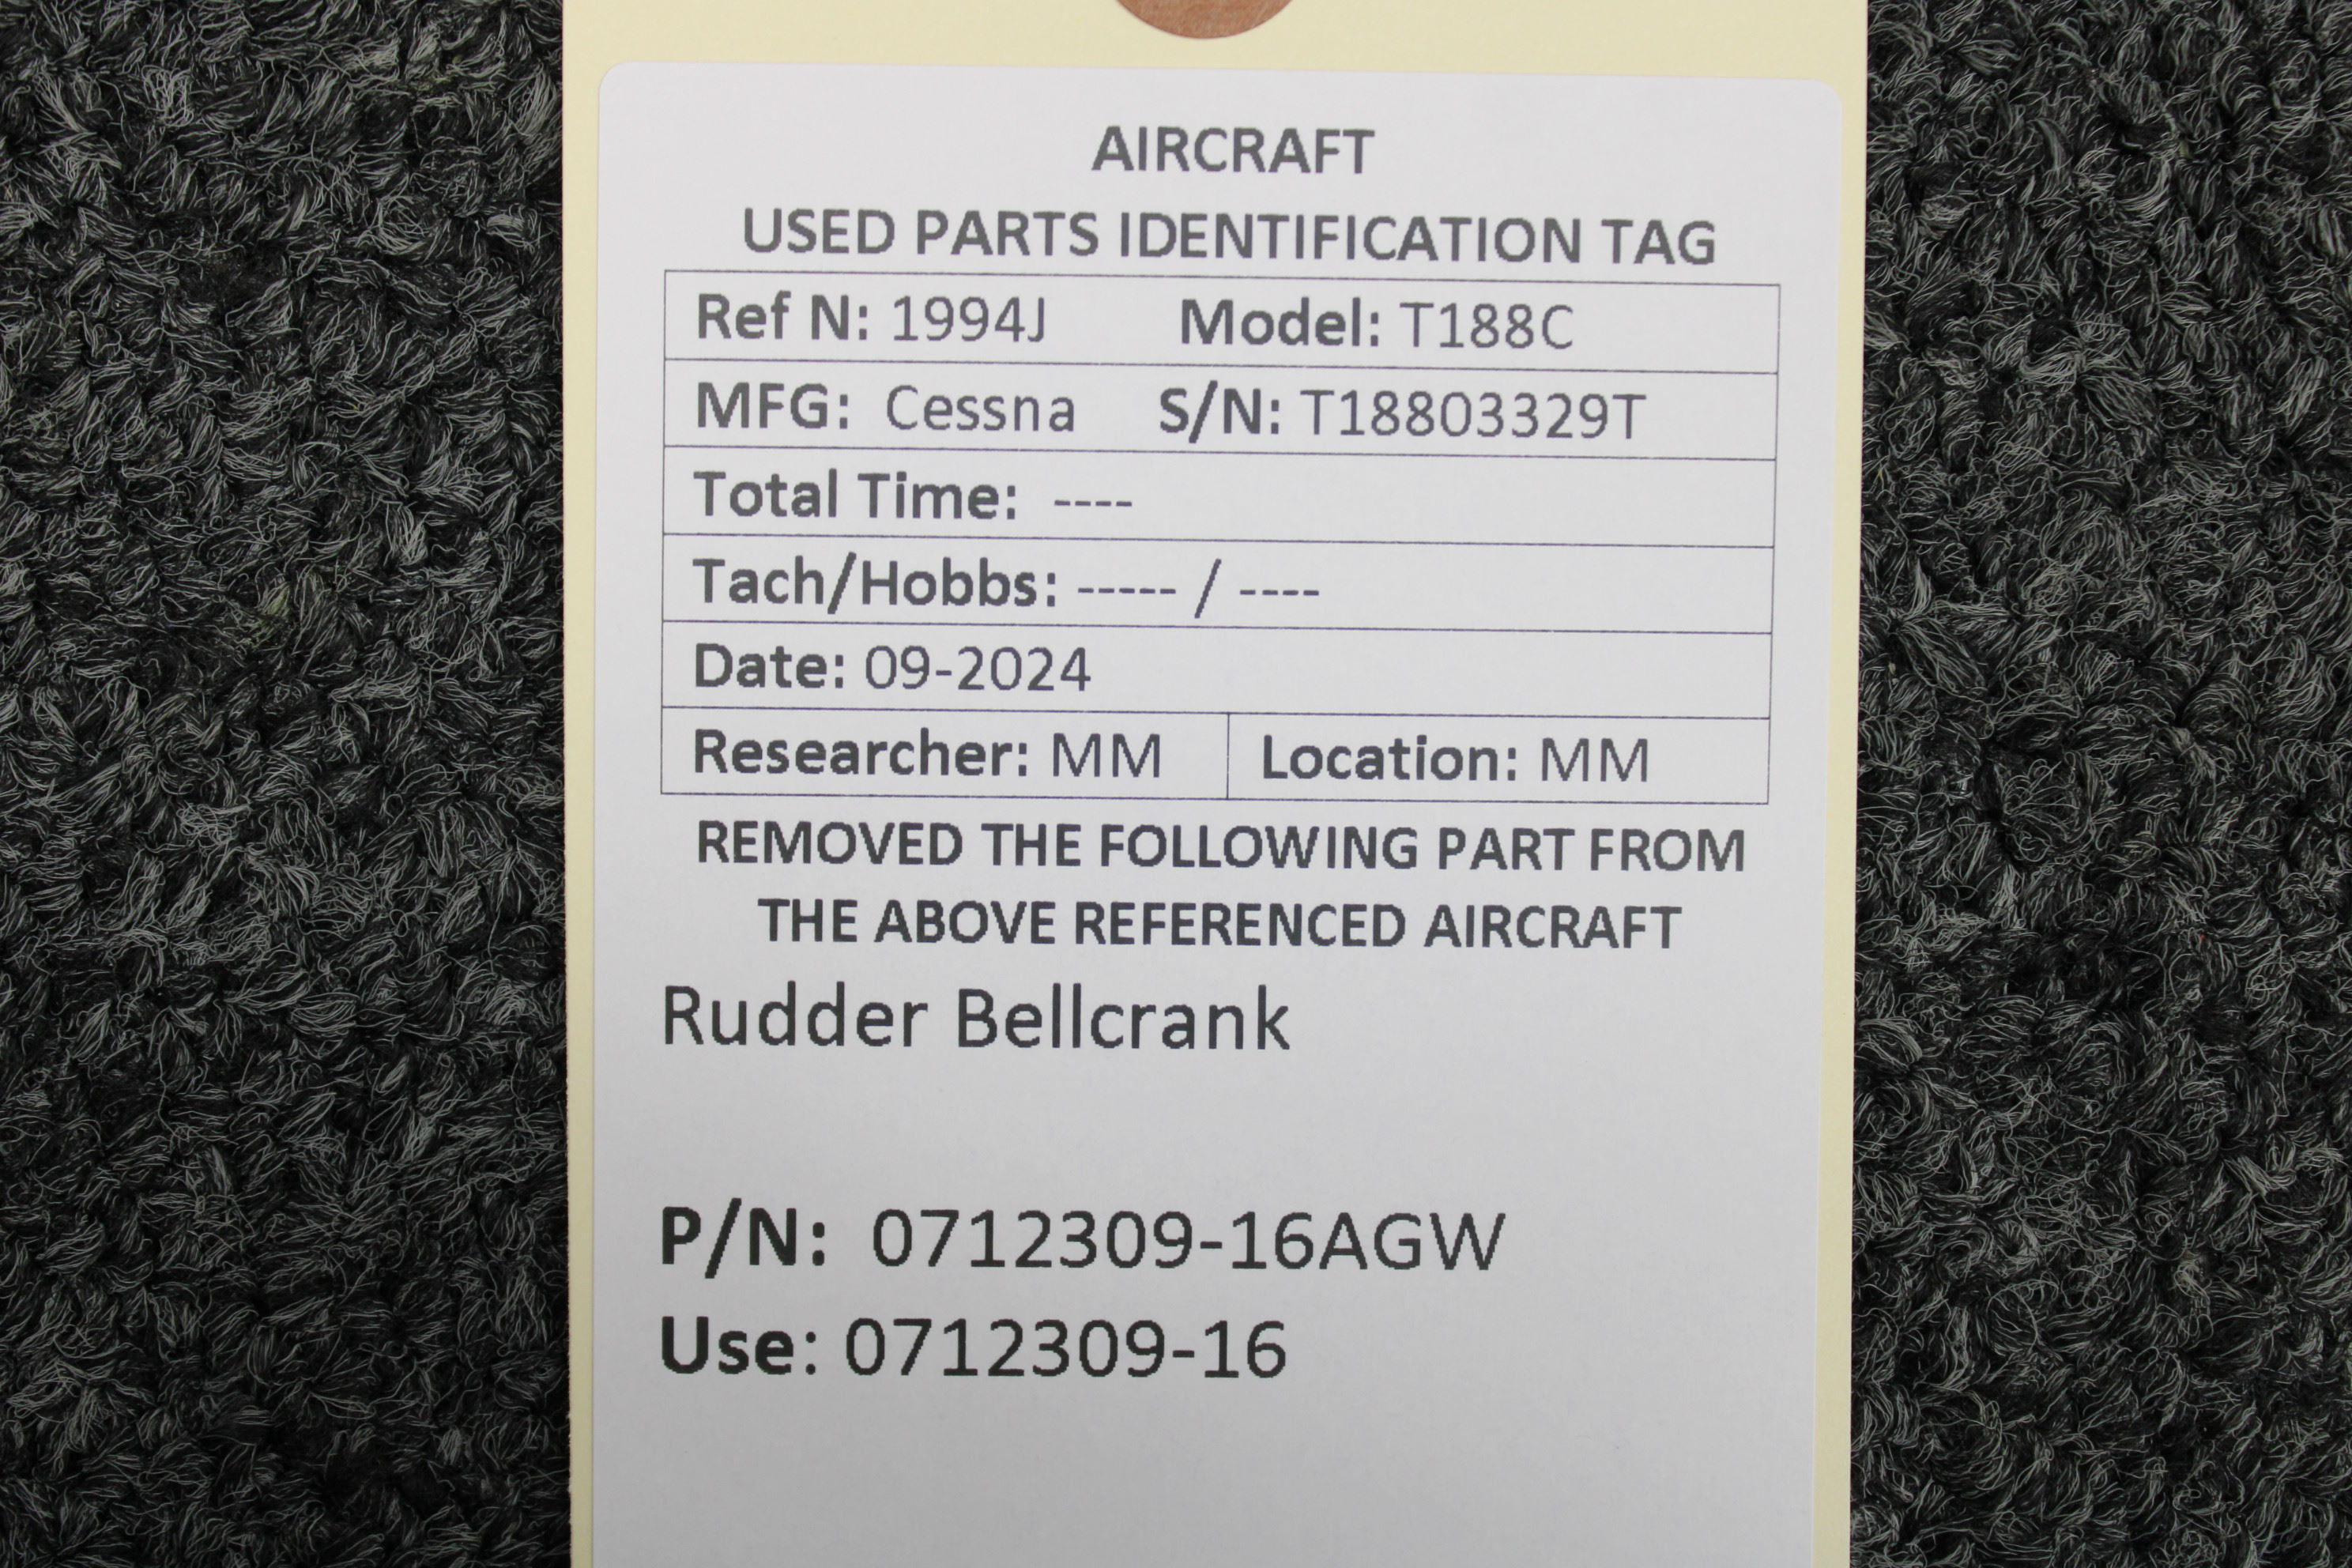 AIRCRAFT
USED PARTS IDENTIFICATION TAG
Ref N: 1994J Model: T188C
MFG: Cessna S/N: T18803329T
Total Time: ----
Tach/Hobbs: ----- / ----
Date: 09-2024
Researcher: MM Location: MM
REMOVED THE FOLLOWING PART FROM
THE ABOVE REFERENCED AIRCRAFT
Rudder Bellcrank
P/N: 0712309-16AGW
Use: 0712309-16